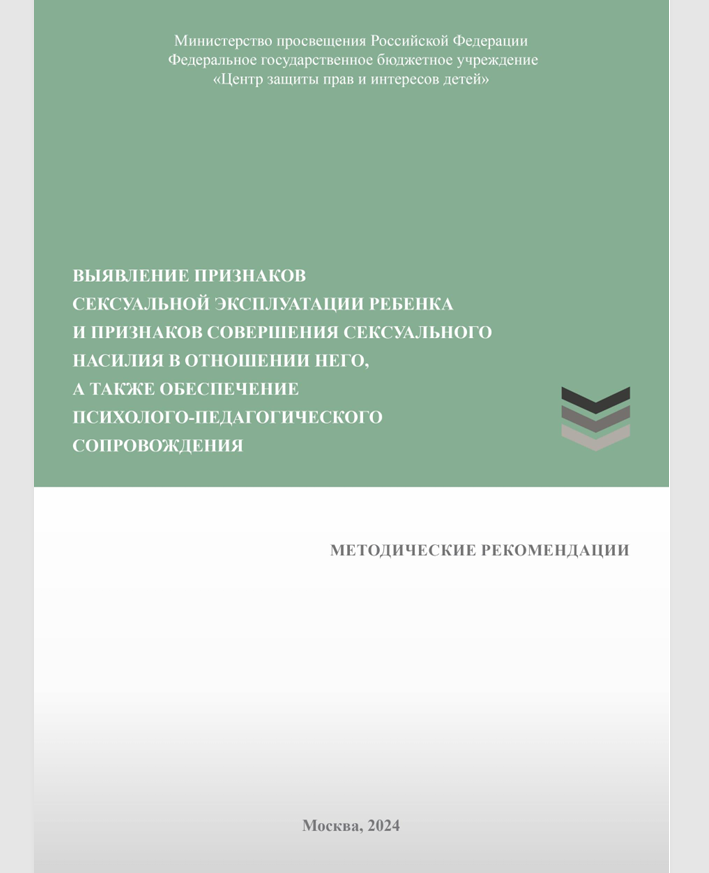 Министерство просвещения Российской Федерации
Федеральное государственное бюджетное учреждение
«Центр защиты прав и интересов детей»
ВЫЯВЛЕНИЕ ПРИЗНАКОВ
СЕКСУАЛЬНОЙ ЭКСПЛУАТАЦИИ РЕБЕНКА
И ПРИЗНАКОВ СОВЕРШЕНИЯ СЕКСУАЛЬНОГО
НАСИЛИЯ В ОТНОШЕНИИ НЕГО,
А ТАКЖЕ ОБЕСПЕЧЕНИЕ
ПСИХОЛОГО-ПЕДАГОГИЧЕСКОГО
СОПРОВОЖДЕНИЯ
МЕТОДИЧЕСКИЕ РЕКОМЕНДАЦИИ
Москва, 2024